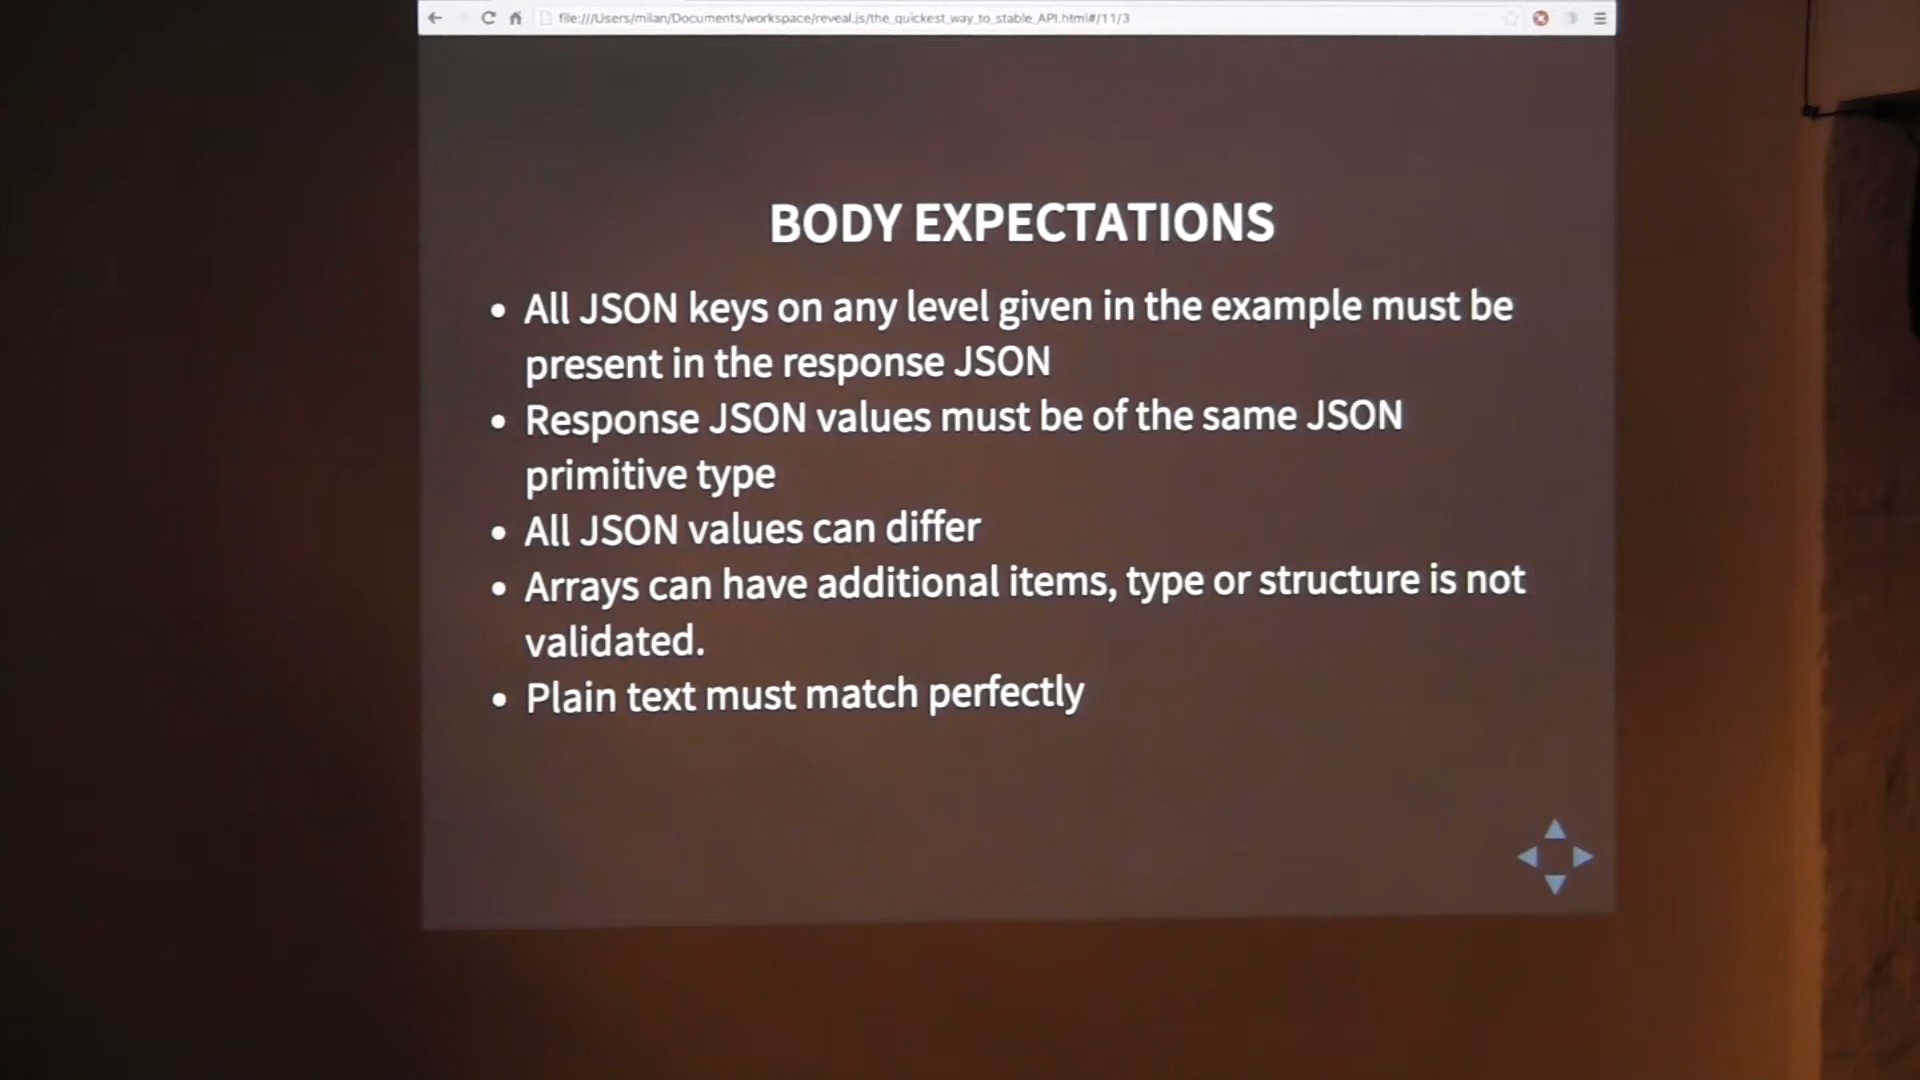 file:///Users/milan/Documents/workspace/reveal.js/the_quickest_way_to_stable_API.html#/11/3
BODY EXPECTATIONS
• All JSON keys on any level given in the example must be
present in the response JSON
• Response JSON values must be of the same JSON
primitive type
• All JSON values can differ
• Arrays can have additional items, type or structure is not
validated.
• Plain text must match perfectly